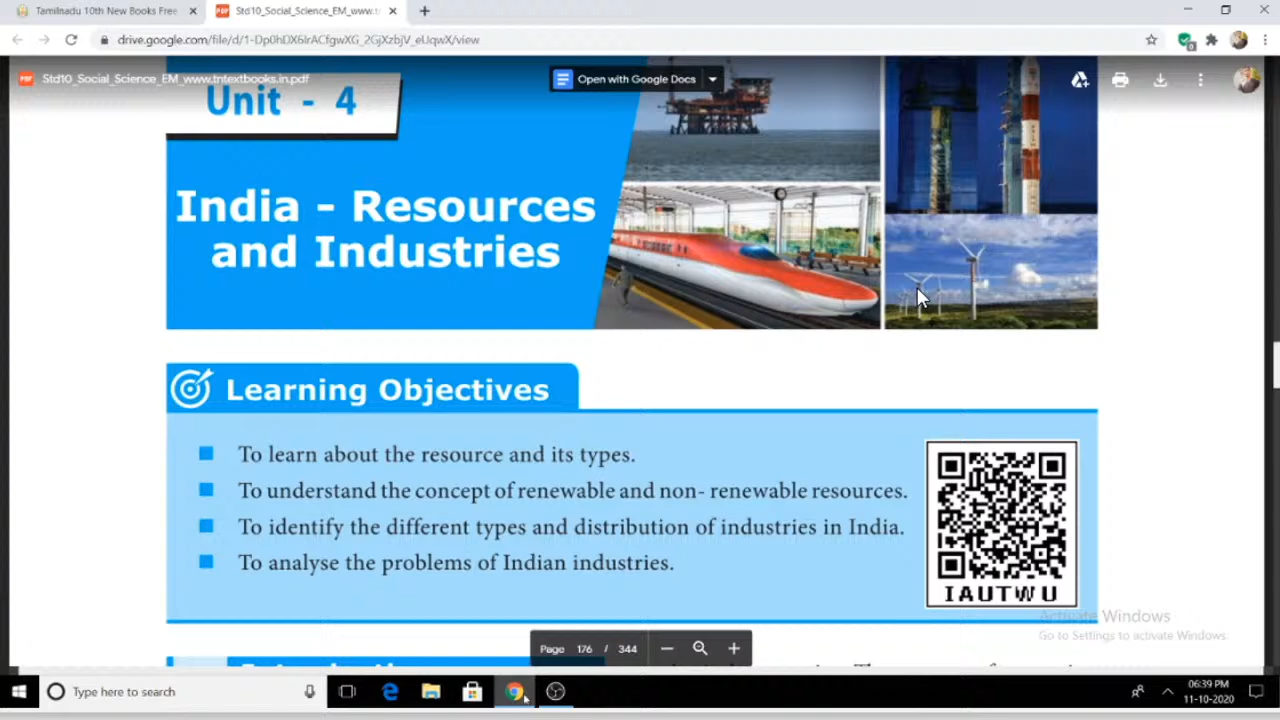 Tamilnadu 10th New Books Free
Std10_Social_Science_EM_www.t
drive.google.com/file/d/1-Dp0hDX6IrACfgwXG_2GjXzbjV_eUqwX/view
Std10_Social_Science_EM_www.tntextbooks.in.pdf
Open with Google Docs
Unit - 4
India - Resources
and Industries
Learning Objectives
To learn about the resource and its types.
To understand the concept of renewable and non- renewable resources.
To identify the different types and distribution of industries in India.
To analyse the problems of Indian industries.
IAUTWU
Activate Windows
Go to Settings to activate Windows.
Page 176 / 344
Type here to search
06:39 PM
11-10-2020